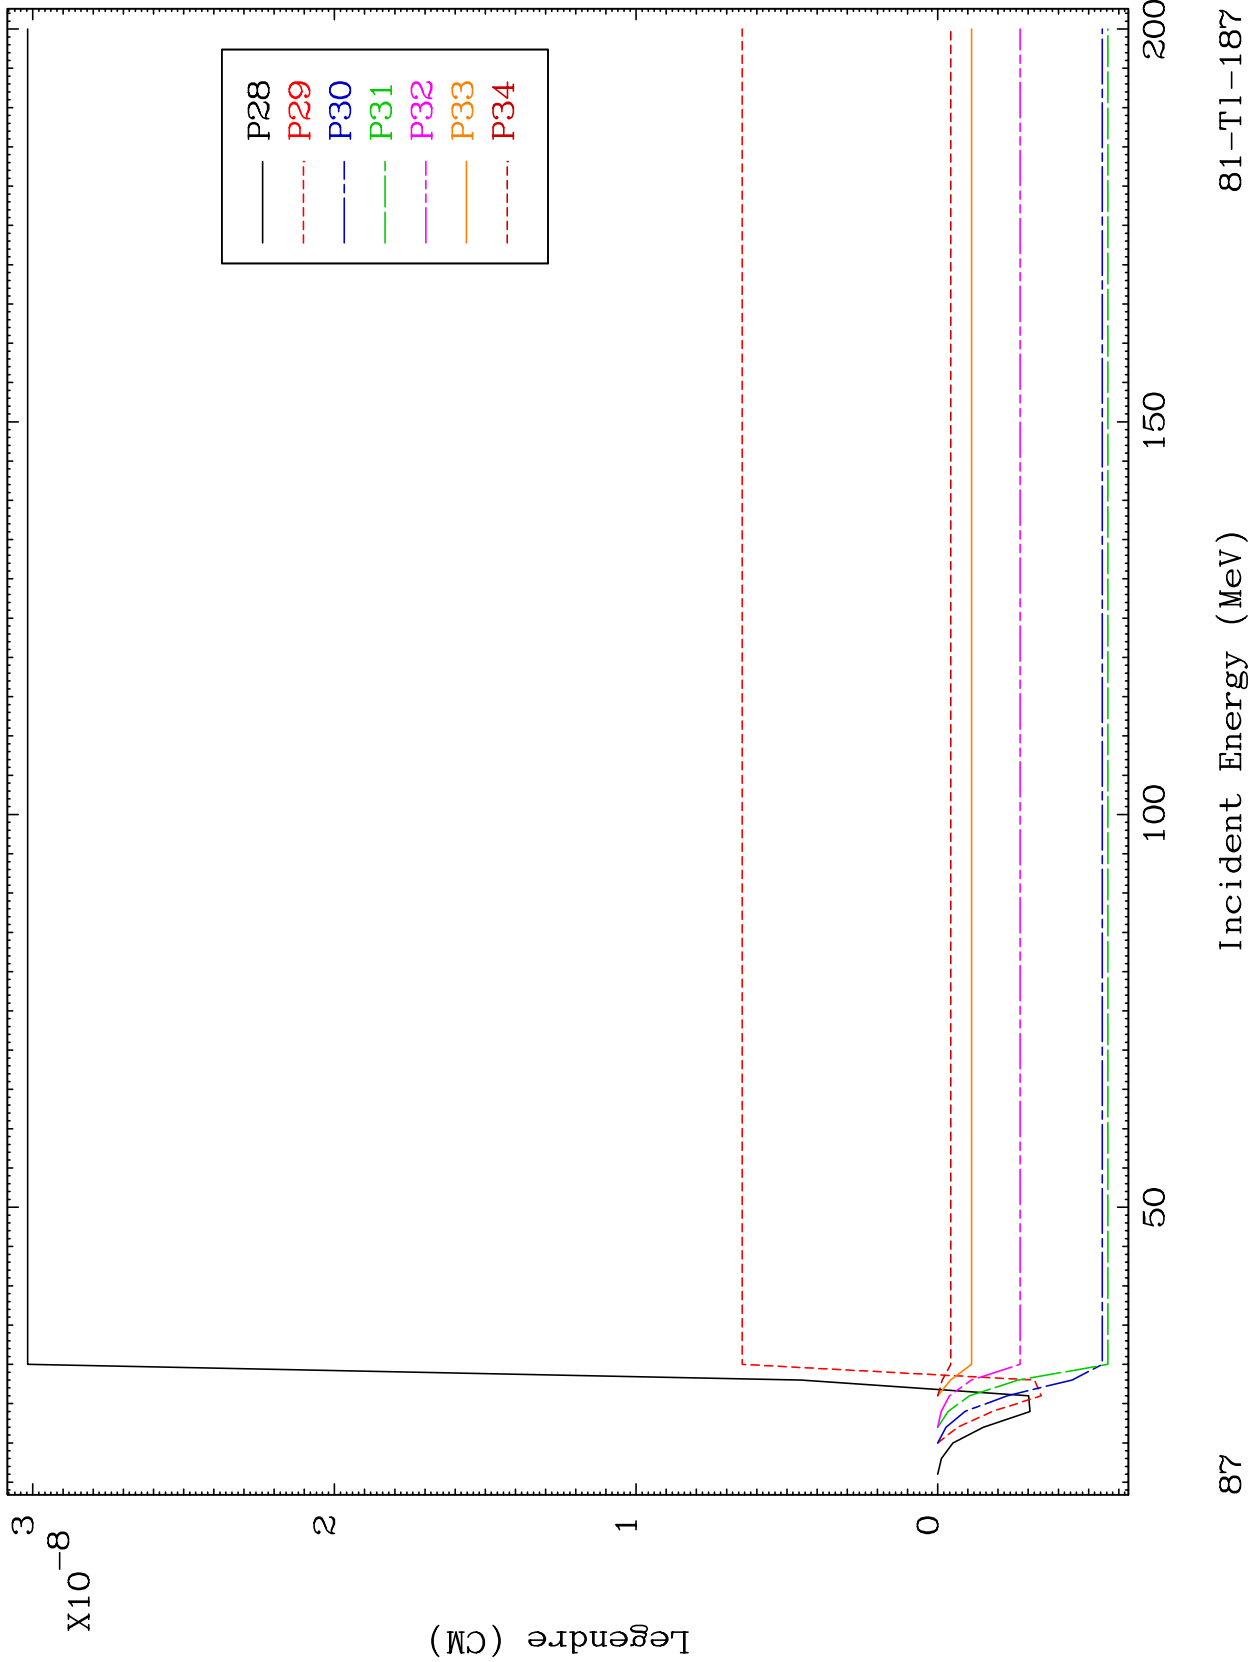 X10-8
3
2
1
0
Legendre (CM)
P28
P29
P30
P31
P32
P33
P34
50
100
150
200
Incident Energy (MeV)
87
81-Tl-187